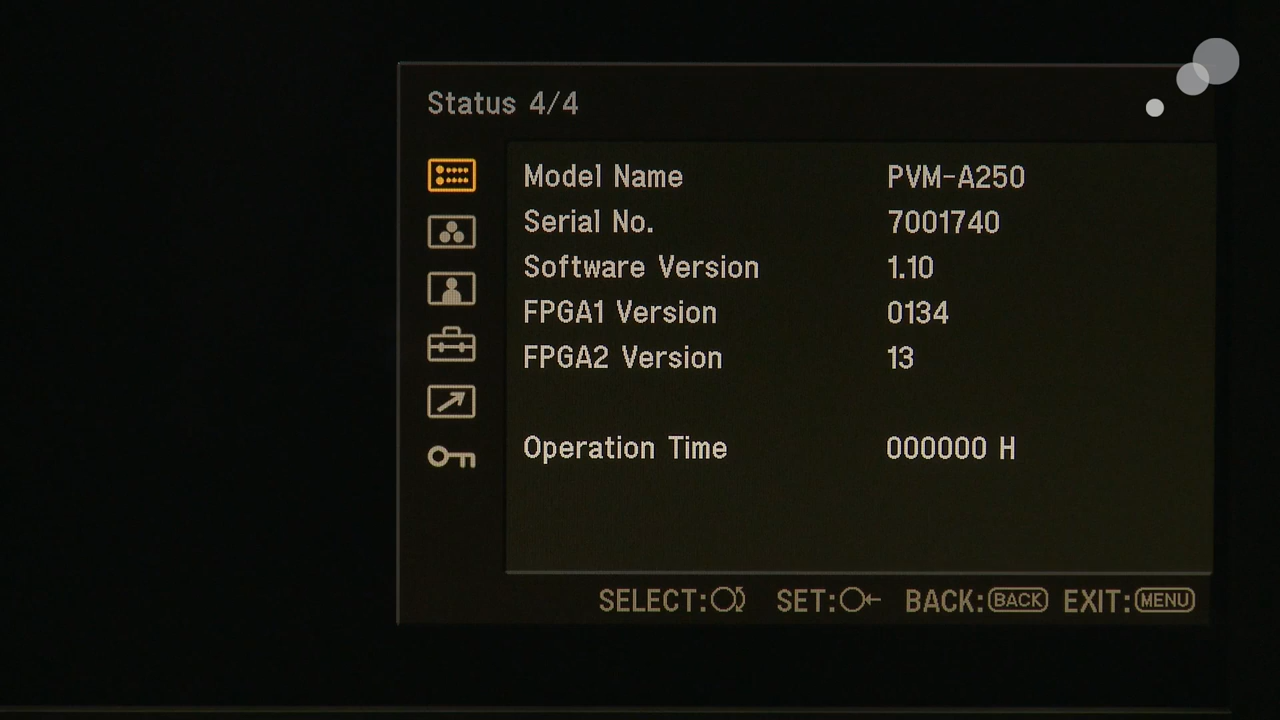 Status 4/4
Model Name PVM-A250
Serial No. 7001740
Software Version 1.10
FPGA1 Version 0134
FPGA2 Version 13
Operation Time 000000 H
SELECT: SET: BACK:BACK EXIT:MENU